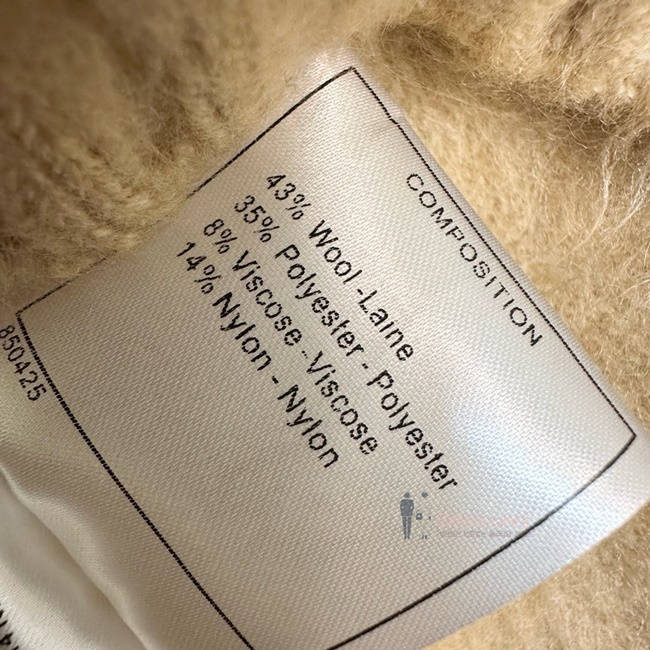 COMPOSITION
43% Wool -Laine
35% Polyester - Polyester
8% Viscose -Viscose
14% Nylon - Nylon
850425